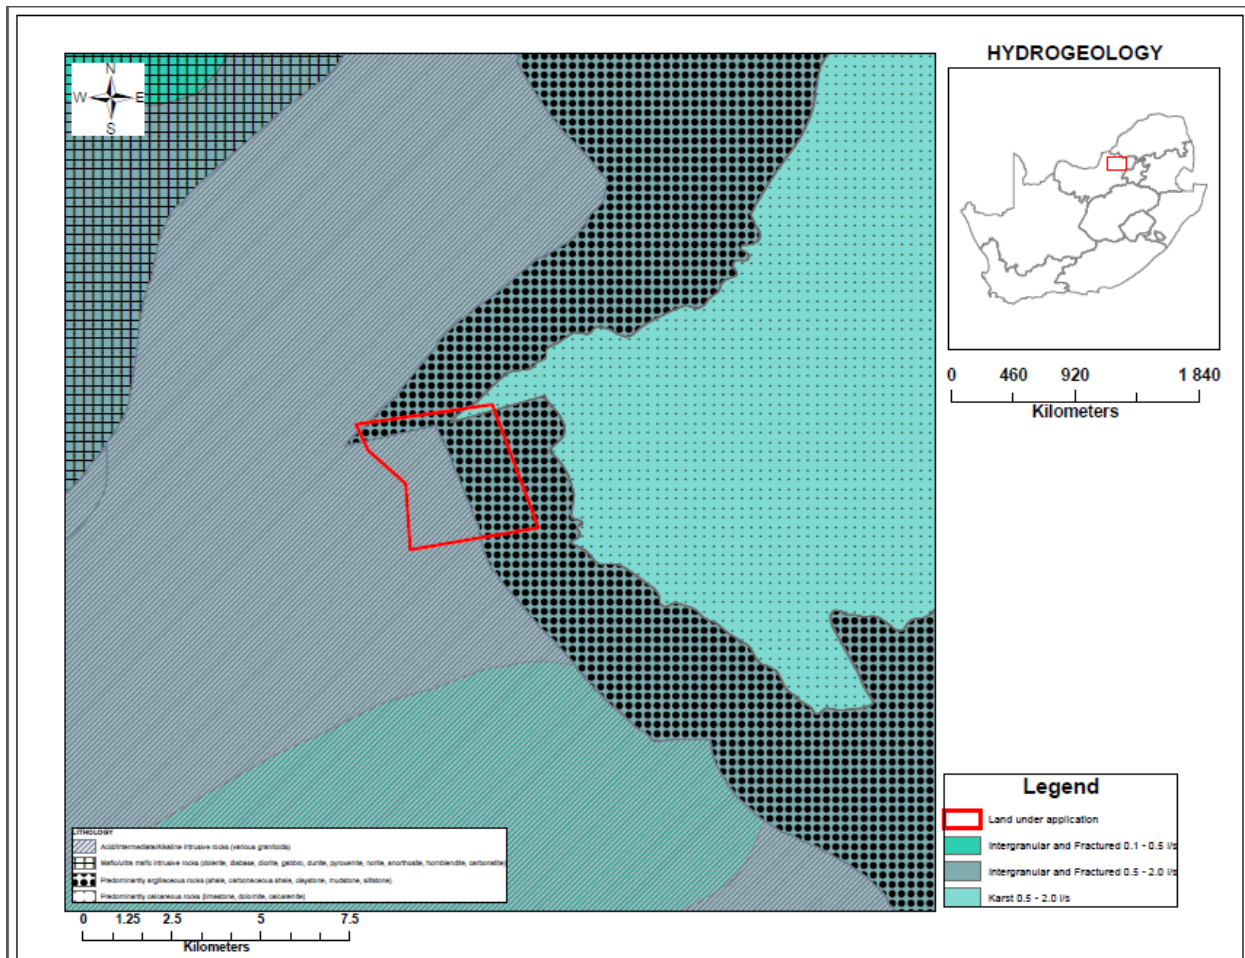 HYDROGEOLOGY
N
W E
S
0 460 920 1 840
Kilometers
Legend
Land under application
Intergranular and Fractured 0.1 - 0.5 l/s
Intergranular and Fractured 0.5 - 2.0 l/s
Karst 0.5 - 2.0 l/s
LITHOLOGY
Acid/Intermediate/Alkaline intrusive rocks (various granitoids)
Mafic/ultra mafic intrusive rocks (dolerite, diabase, diorite, gabbro, dunite, pyroxenite, norite, anorthosite, hornblendite, carbonatite)
Predominantly argillaceous rocks (shale, carbonaceous shale, claystone, mudstone, siltstone)
Predominantly calcareous rocks (limestone, dolomite, calcarenite)
0 1.25 2.5 5 7.5
Kilometers